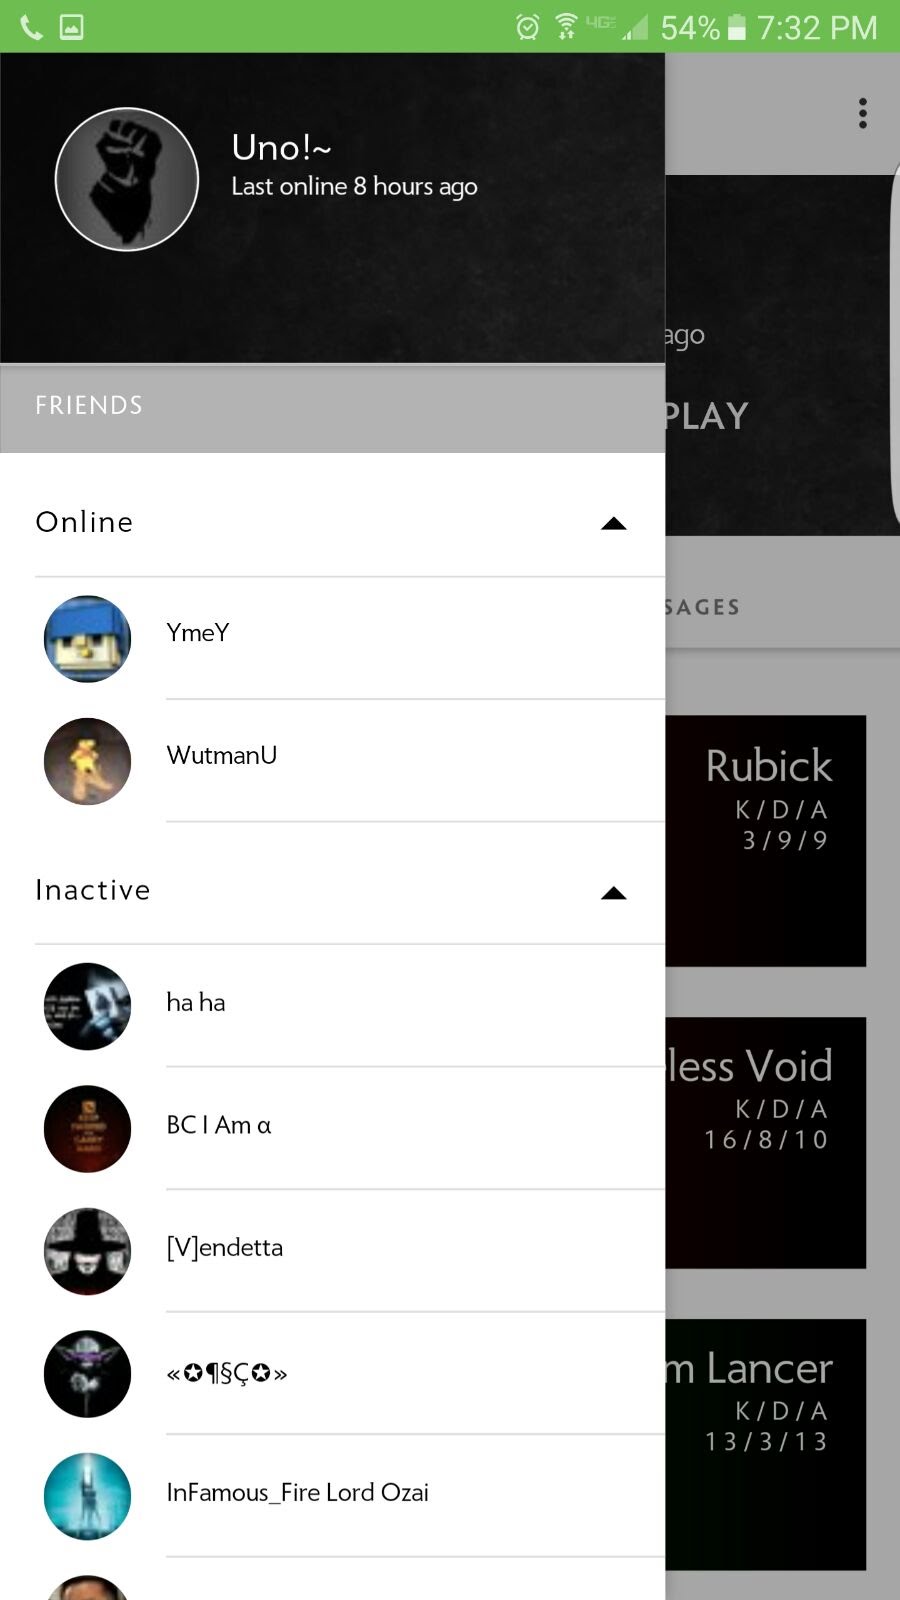 4G 54% 7:32 PM
Uno!~
Last online 8 hours ago
ago
PLAY
FRIENDS
Online
SAGES
YmeY
WutmanU
Rubick
K/D/A
3/9/9
Inactive
ha ha
less Void
K/D/A
16/8/10
BC I Am α
[V]endetta
«✪¶§Ç✪»
m Lancer
K/D/A
13/3/13
InFamous_Fire Lord Ozai